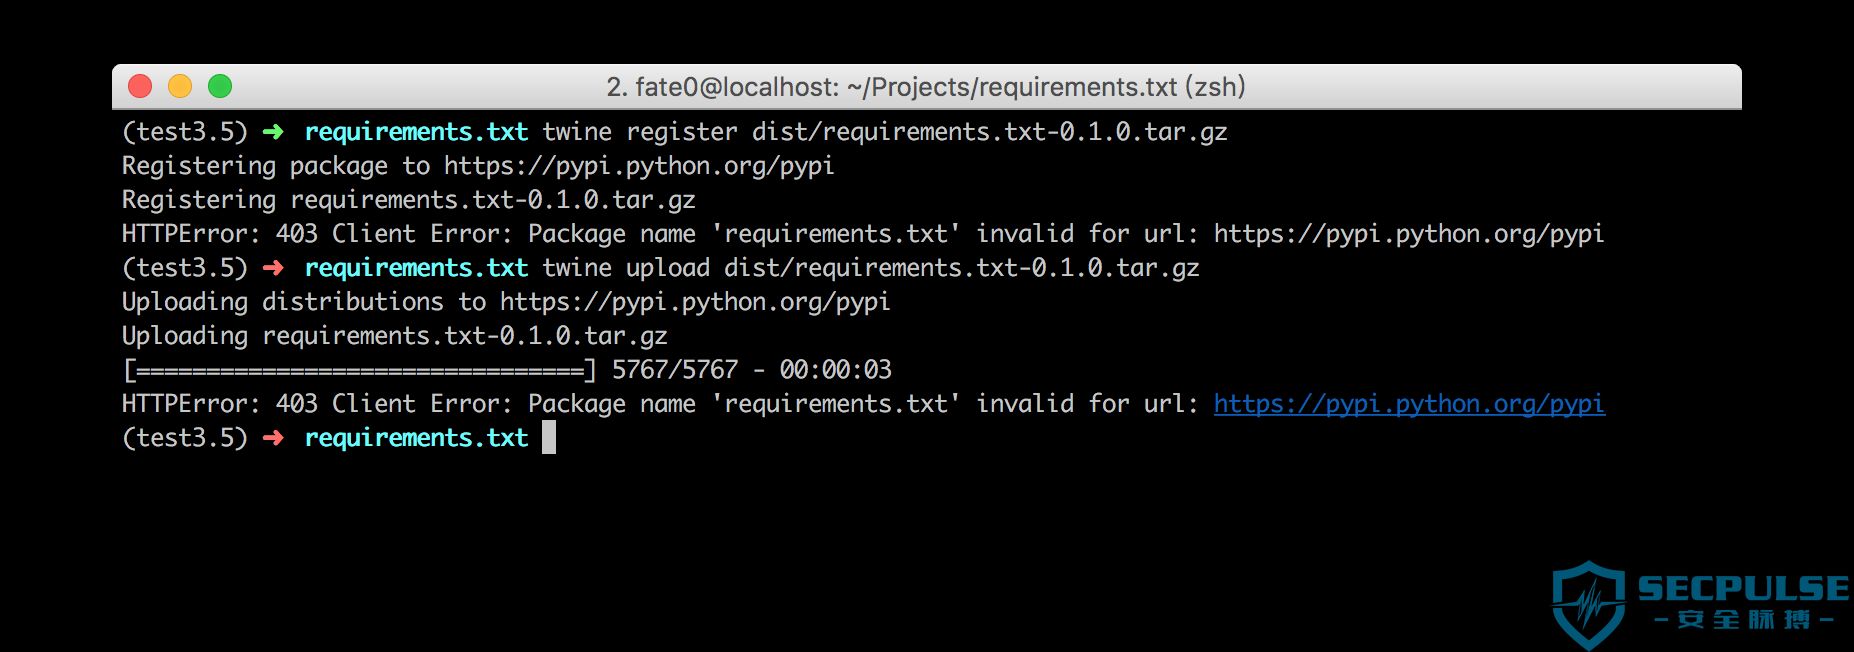 2. fate0@localhost: ~/Projects/requirements.txt (zsh)
(test3.5) ➜ requirements.txt twine register dist/requirements.txt-0.1.0.tar.gz
Registering package to https://pypi.python.org/pypi
Registering requirements.txt-0.1.0.tar.gz
HTTPError: 403 Client Error: Package name 'requirements.txt' invalid for url: https://pypi.python.org/pypi
(test3.5) ➜ requirements.txt twine upload dist/requirements.txt-0.1.0.tar.gz
Uploading distributions to https://pypi.python.org/pypi
Uploading requirements.txt-0.1.0.tar.gz
[================================] 5767/5767 - 00:00:03
HTTPError: 403 Client Error: Package name 'requirements.txt' invalid for url: https://pypi.python.org/pypi
(test3.5) ➜ requirements.txt
SECPULSE
-安全脉搏-